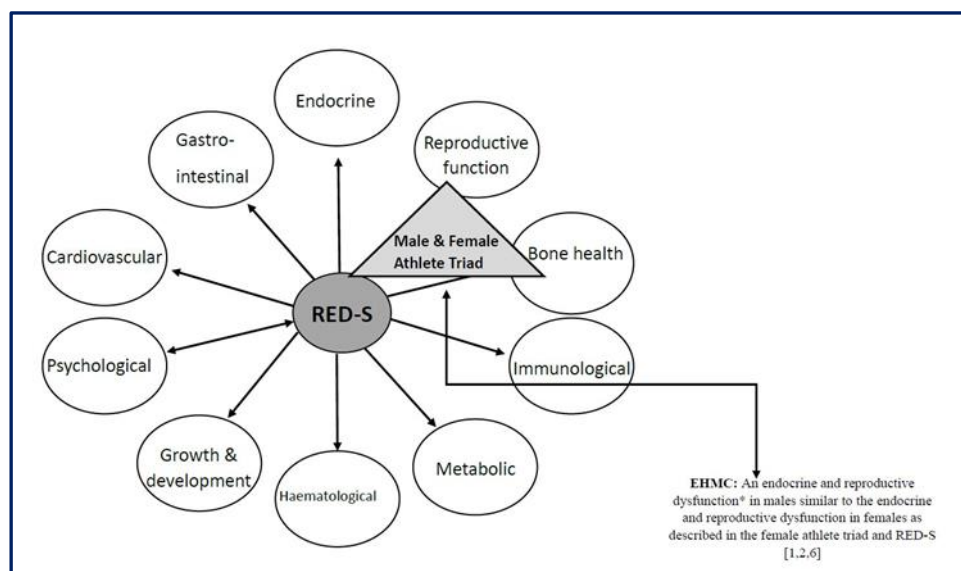 Endocrine
Gastro-
intestinal
Reproductive
function
Cardiovascular
Male & Female
Athlete Triad
Bone health
RED-S
Psychological
Immunological
Growth &
development
Haematological
Metabolic
EHMC: An endocrine and reproductive
dysfunction* in males similar to the endocrine
and reproductive dysfunction in females as
described in the female athlete triad and RED-S
[1,2,6]